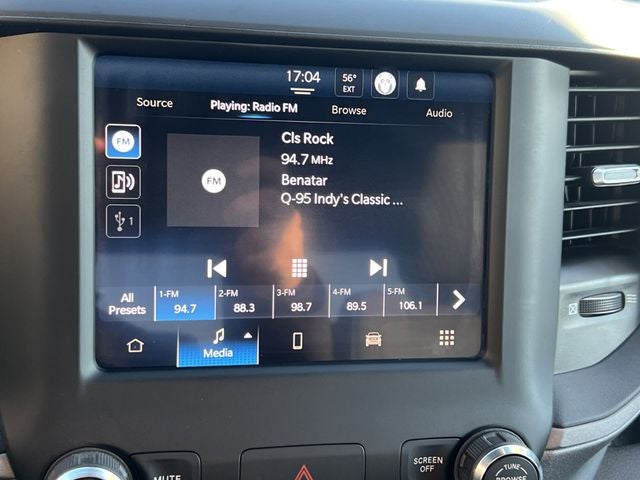 17:04
56°
EXT
Source
Playing: Radio FM
Browse
Audio
FM
FM
Cls Rock
94.7 MHz
Benatar
Q-95 Indy's Classic ...
1
All
Presets
1-FM
94.7
2-FM
88.3
3-FM
98.7
4-FM
89.5
5-FM
106.1
Media
MUTE
SCREEN
OFF
TUNE
BROWSE